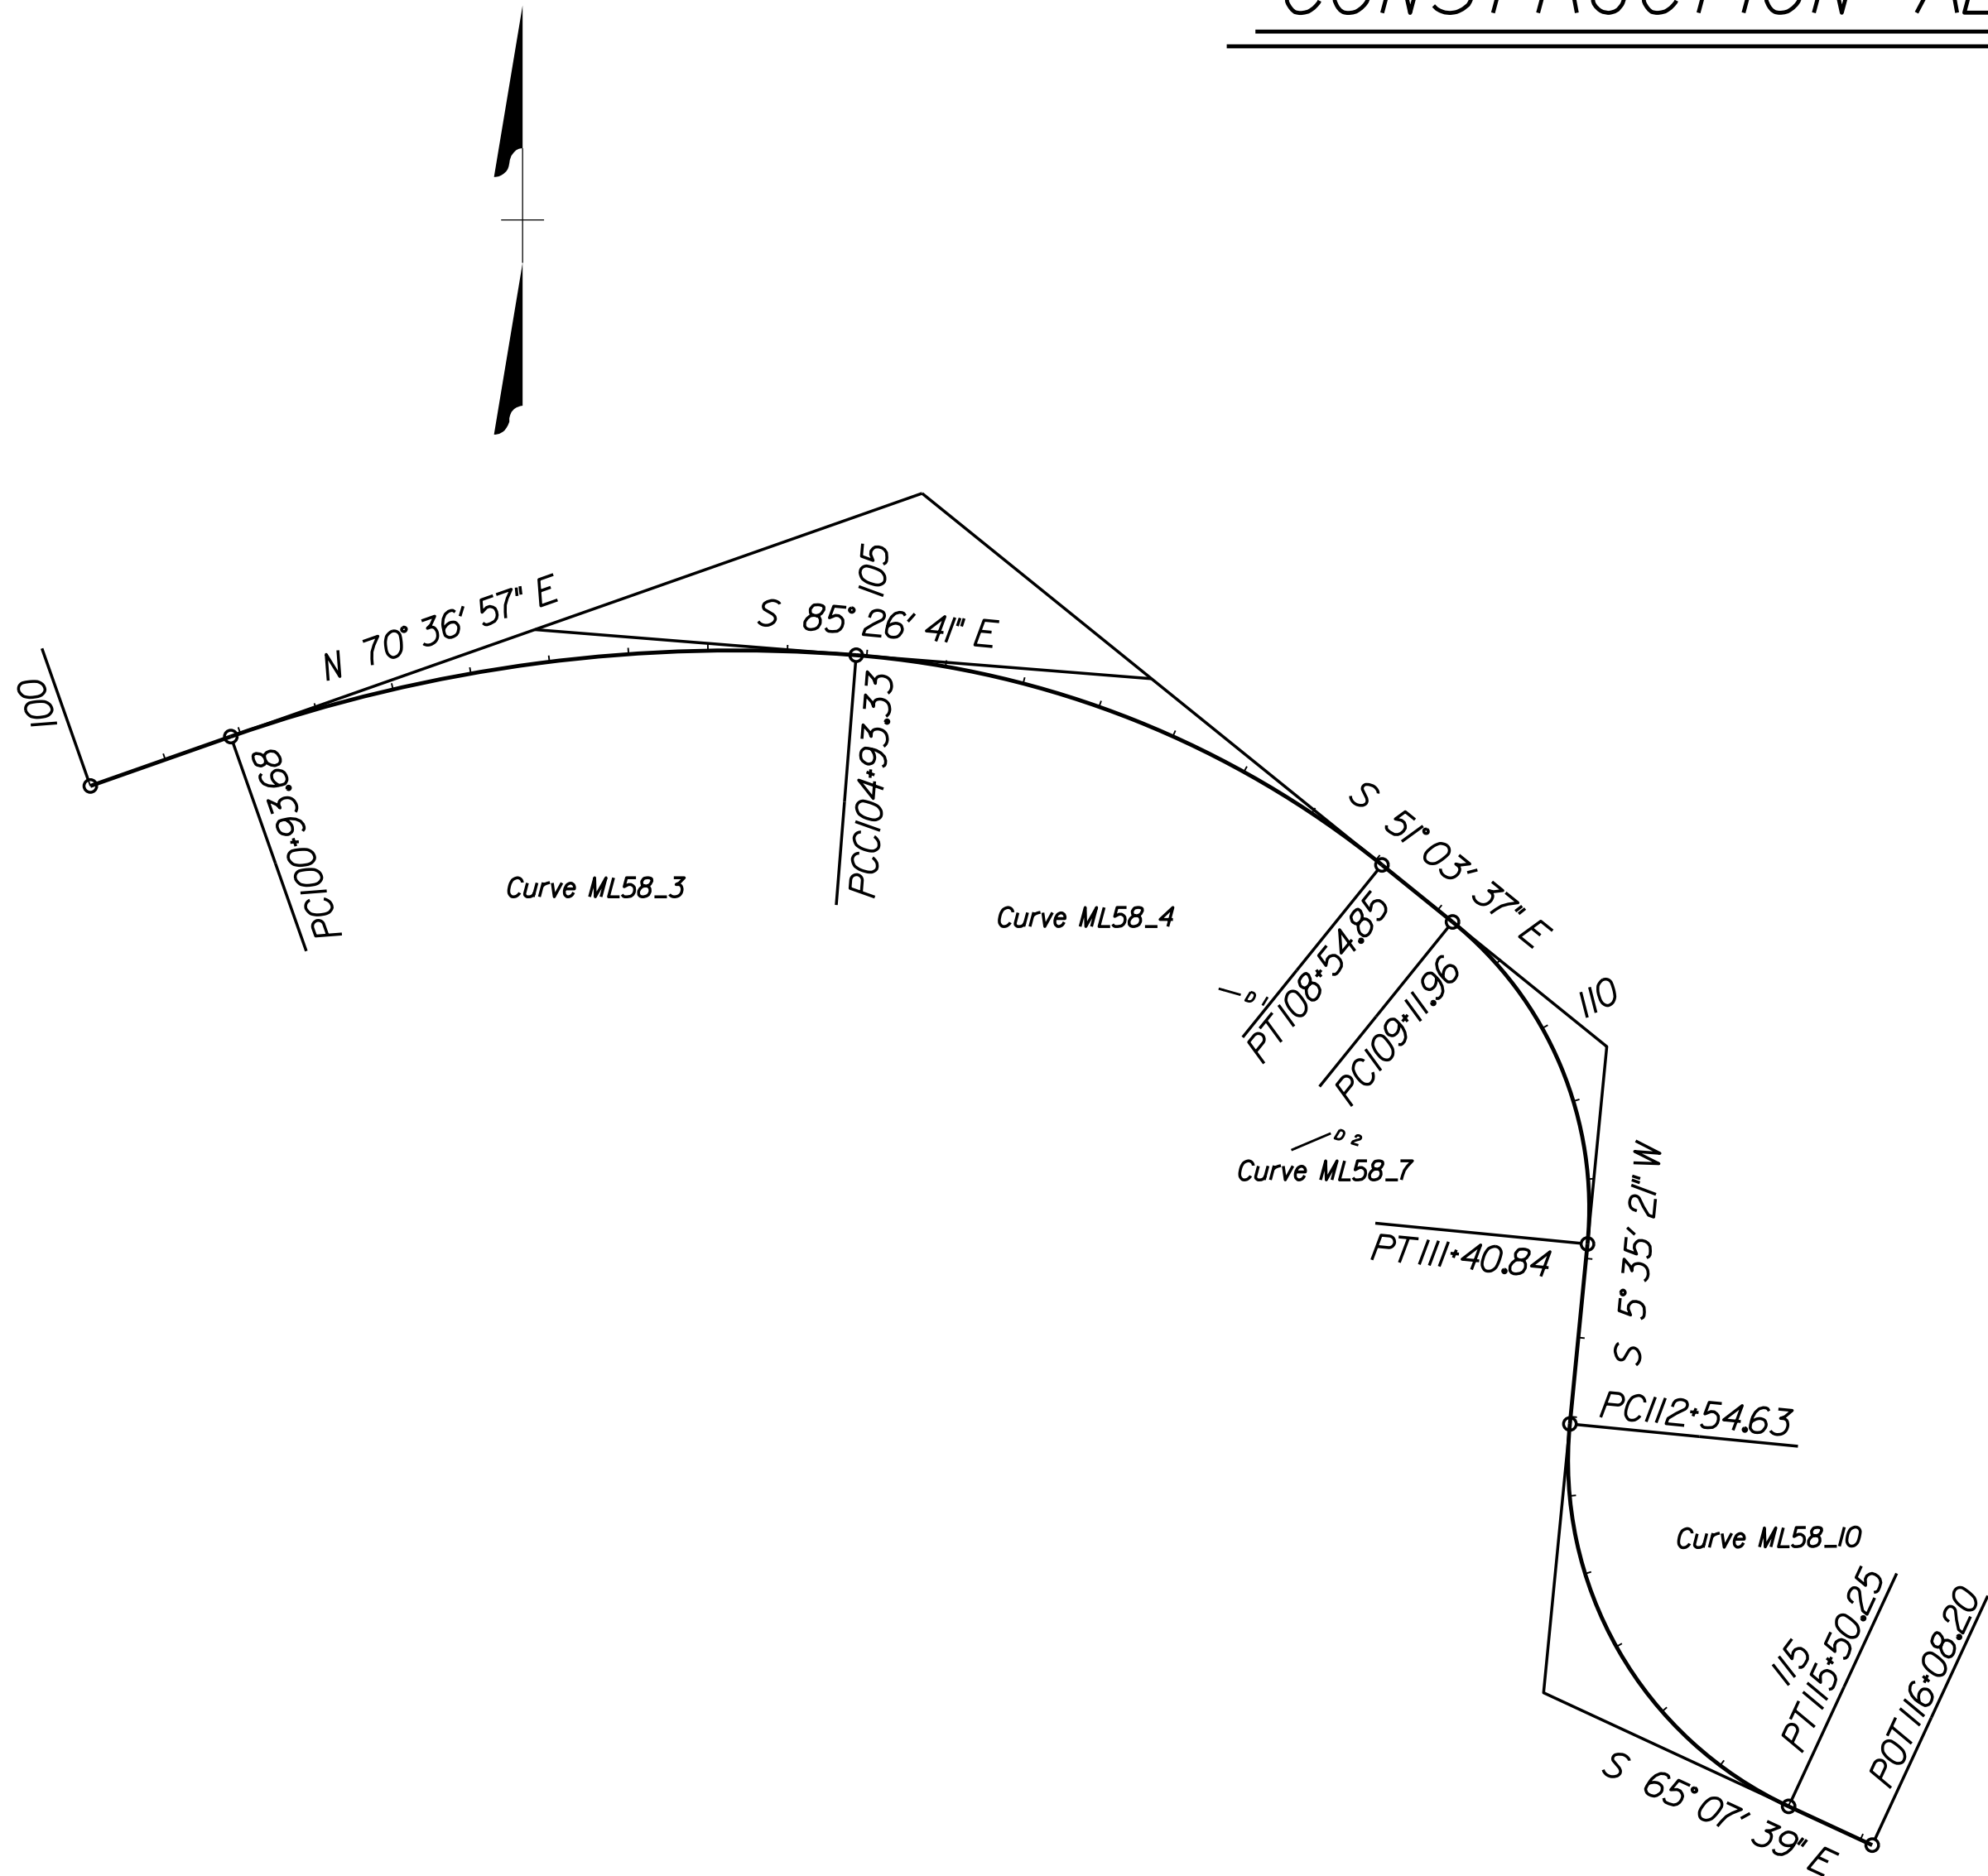 100
N 70° 36' 57" E
PC100+93.68
Curve ML58_3
105
S 85° 26' 41" E
PCC104+93.33
Curve ML58_4
S 51° 03' 37" E
PT108+54.85
PC109+11.96
110
Curve ML58_7
PT111+40.84
S 5° 35' 21" W
PC112+54.63
Curve ML58_10
115
PT115+50.25
POT116+08.20
S 65° 07' 39" E